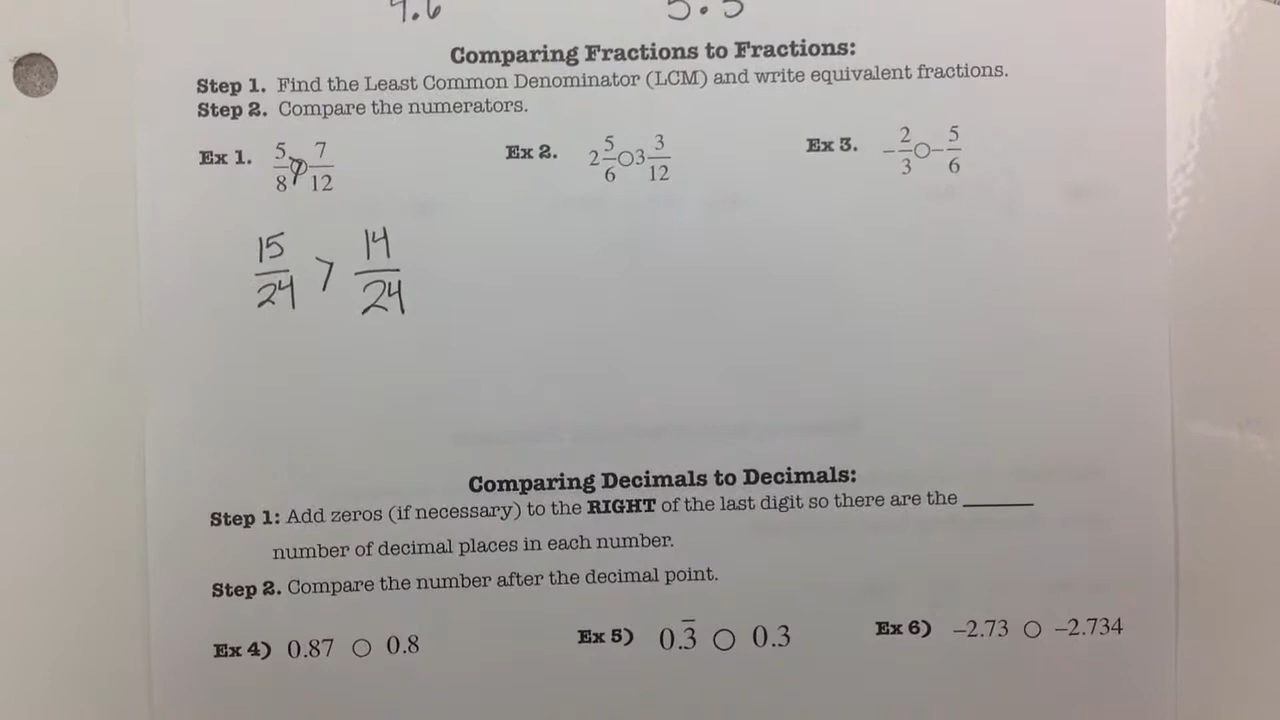 4.6 5.5
Comparing Fractions to Fractions:
Step 1. Find the Least Common Denominator (LCM) and write equivalent fractions.
Step 2. Compare the numerators.
Ex 1. 5/8 > 7/12 Ex 2. 2 5/6 ○ 3 3/12 Ex 3. -2/3 ○ -5/6
15/24 > 14/24
Comparing Decimals to Decimals:
Step 1: Add zeros (if necessary) to the RIGHT of the last digit so there are the ______
number of decimal places in each number.
Step 2. Compare the number after the decimal point.
Ex 4) 0.87 ○ 0.8 Ex 5) 0.3̅ ○ 0.3 Ex 6) –2.73 ○ –2.734